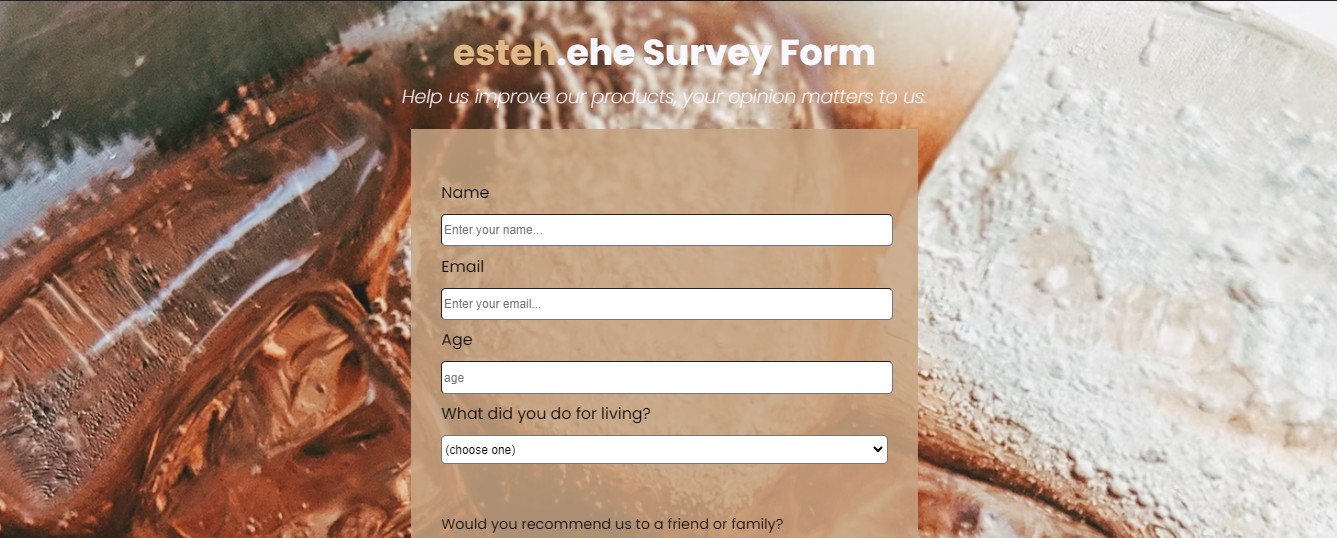 esteh.ehe Survey Form
Help us improve our products, your opinion matters to us.
Name
Enter your name...
Email
Enter your email...
Age
age
What did you do for living?
(choose one)
Would you recommend us to a friend or family?